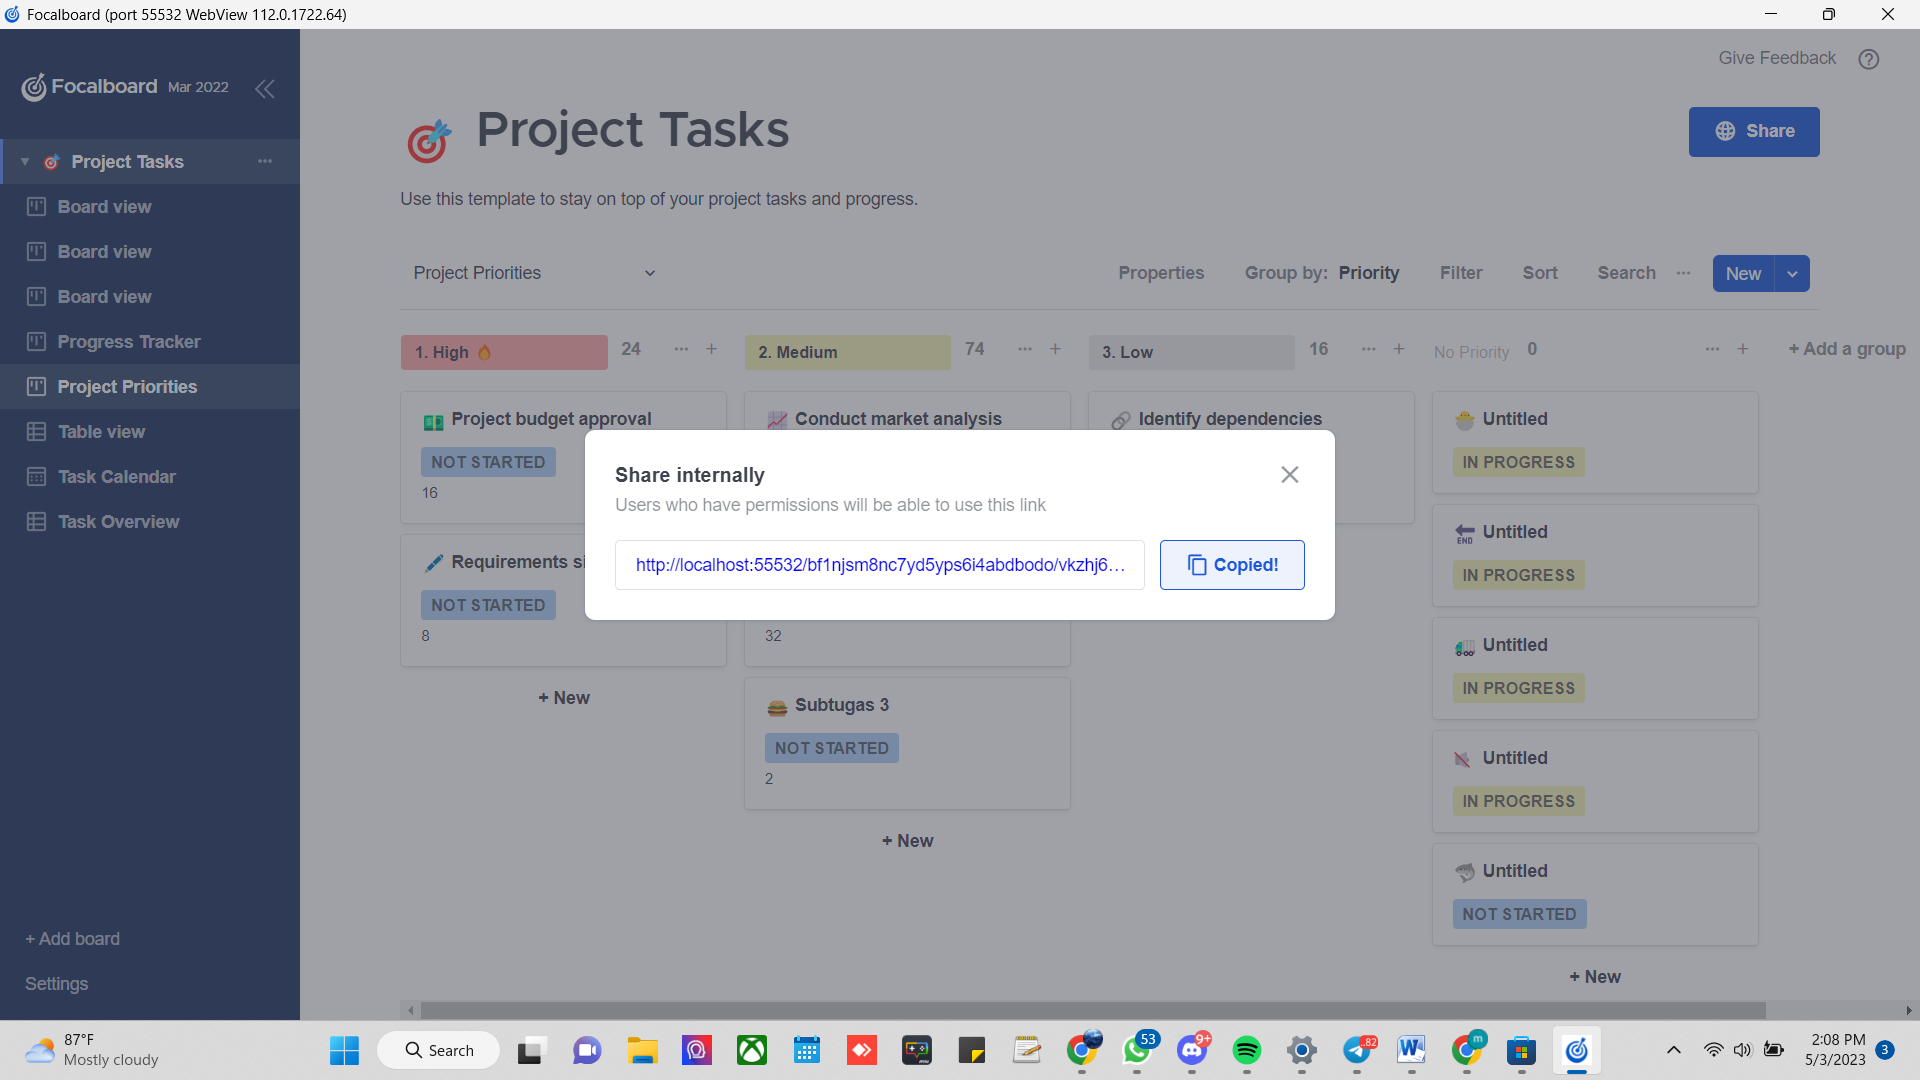 Focalboard (port 55532 WebView 112.0.1722.64)
Give Feedback
Focalboard Mar 2022
Project Tasks
Board view
Board view
Board view
Progress Tracker
Project Priorities
Table view
Task Calendar
Task Overview
+ Add board
Settings
Project Tasks
Share
Use this template to stay on top of your project tasks and progress.
Project Priorities
Properties Group by: Priority Filter Sort Search ··· New
1. High 24 ··· +
2. Medium 74 ··· +
3. Low 16 ··· +
No Priority 0 ··· +
+ Add a group
Project budget approval
NOT STARTED
16
Requirements si
NOT STARTED
8
+ New
Conduct market analysis
32
Subtugas 3
NOT STARTED
2
+ New
Identify dependencies
Untitled
IN PROGRESS
END
Untitled
IN PROGRESS
Untitled
IN PROGRESS
Untitled
IN PROGRESS
Untitled
NOT STARTED
+ New
Share internally
Users who have permissions will be able to use this link
http://localhost:55532/bf1njsm8nc7yd5yps6i4abdbodo/vkzhj6...
Copied!
87°F
Mostly cloudy
Search
53
9+
82
W
m
2:08 PM
5/3/2023
3